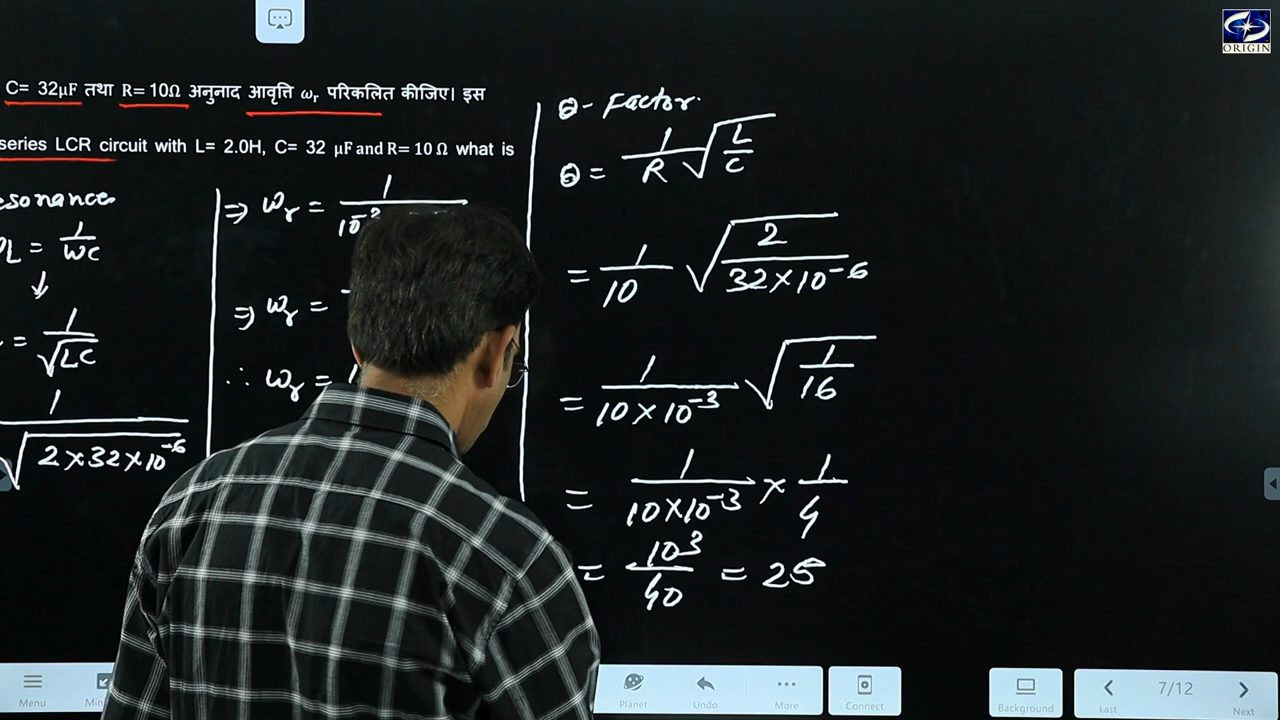 ORIGIN
C= 32μF तथा R= 10Ω अनुनाद आवृत्ति ωᵣ परिकलित कीजिए। इस
series LCR circuit with L= 2.0H, C= 32 μF and R= 10 Ω what is
esonance
L = 1/ωC
= 1/√LC
1/√2×32×10⁻⁶
⇒ ωᵣ = 1/
⇒ ωᵣ =
∴ ωᵣ =
Q- Factor
Q = 1/R √L/C
= 1/10 √2/32×10⁻⁶
= 1/10×10⁻³ √1/16
= 1/10×10⁻³ × 1/4
= 10³/40 = 25
Menu
Planet
Undo
More
Connect
Background
Last
7/12
Next